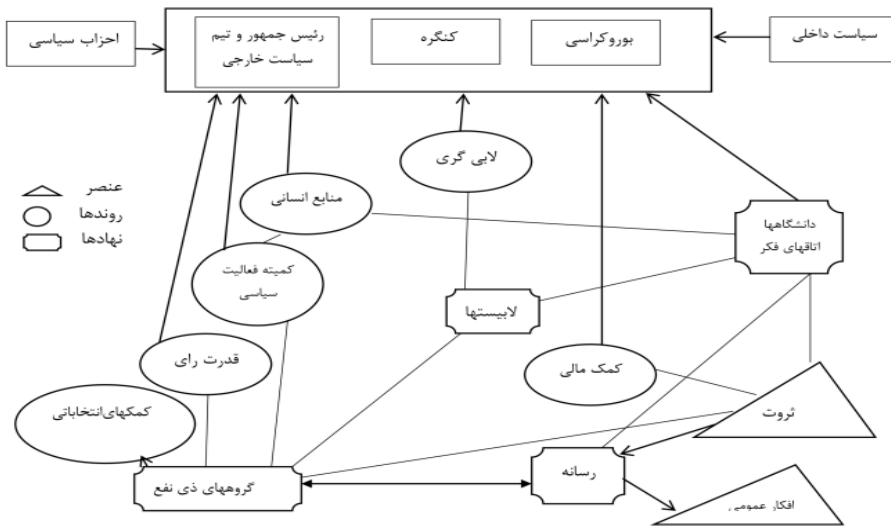 احزاب سیاسی
رئیس جمهور و تیم
سیاست خارجی
کنگره
بوروکراسی
سیاست داخلی
لابی گری
منابع انسانی
عنصر
روندها
نهادها
دانشگاهها
اتاقهای فکر
کمیته فعالیت
سیاسی
لابیستها
قدرت رای
کمک مالی
کمکهای‌انتخاباتی
ثروت
گروههای ذی نفع
رسانه
افکار عمومی